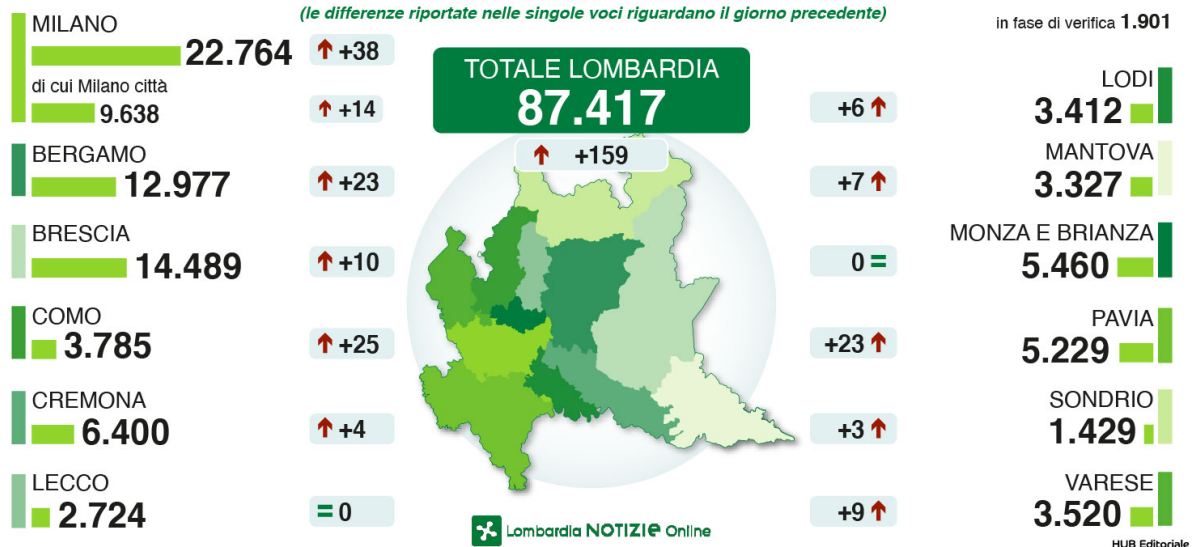 (le differenze riportate nelle singole voci riguardano il giorno precedente)
in fase di verifica 1.901
MILANO
22.764
+38
di cui Milano città
9.638
+14
BERGAMO
12.977
+23
BRESCIA
14.489
+10
COMO
3.785
+25
CREMONA
6.400
+4
LECCO
2.724
= 0
TOTALE LOMBARDIA
87.417
+159
+6
LODI
3.412
+7
MANTOVA
3.327
0 =
MONZA E BRIANZA
5.460
+23
PAVIA
5.229
+3
SONDRIO
1.429
+9
VARESE
3.520
Lombardia NOTIZIE Online
HUB Editoriale